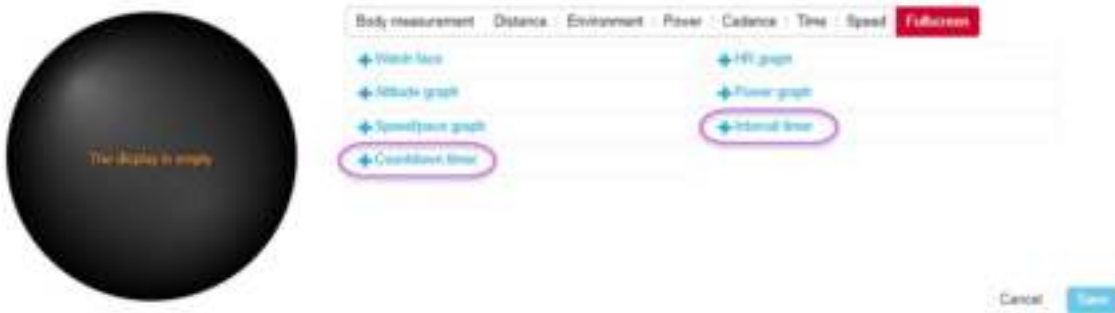 Body measurement Distance Environment Power Cadence Time Speed Fullscreen
Watch face
HR graph
Altitude graph
Power graph
Speed/pace graph
Interval timer
The display is empty
Countdown timer
Cancel Save